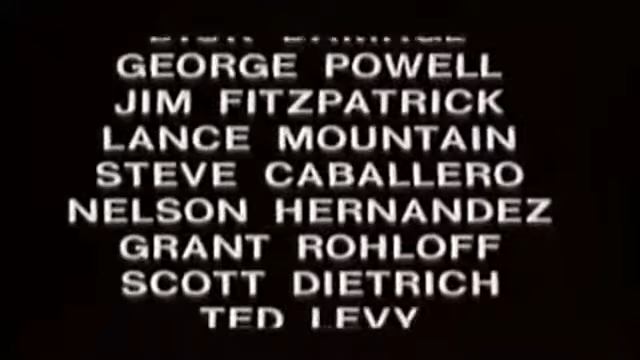 GEORGE POWELL
JIM FITZPATRICK
LANCE MOUNTAIN
STEVE CABALLERO
NELSON HERNANDEZ
GRANT ROHLOFF
SCOTT DIETRICH
TED LEVY